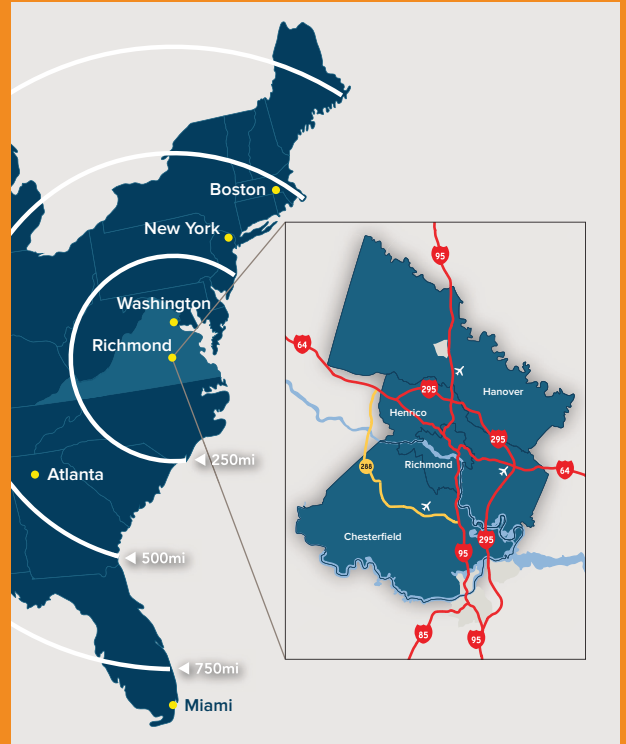 Boston
New York
Washington
Richmond
250mi
Atlanta
500mi
750mi
Miami
95
64
295
Hanover
Henrico
295
Richmond
288
64
Chesterfield
295
95
85
95